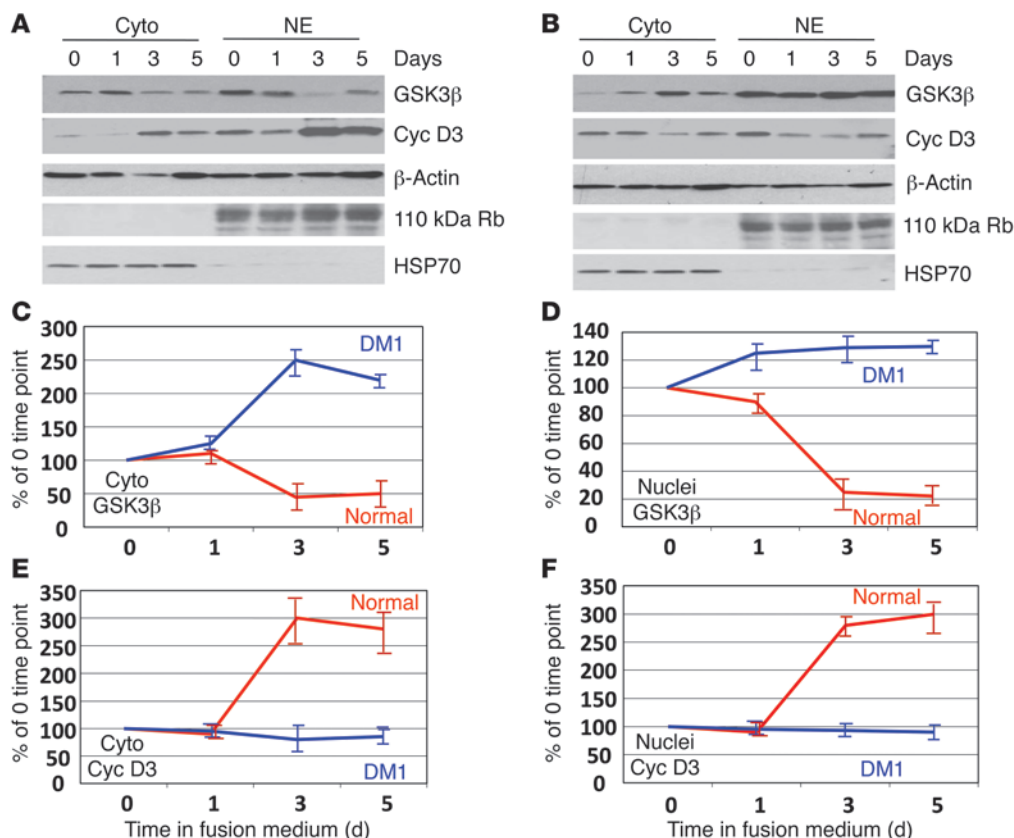 A
Cyto NE
0 1 3 5 0 1 3 5 Days
GSK3β
Cyc D3
β-Actin
110 kDa Rb
HSP70
B
Cyto NE
0 1 3 5 0 1 3 5 Days
GSK3β
Cyc D3
β-Actin
110 kDa Rb
HSP70
C
% of 0 time point
300
250
200
150
100
50
0
DM1
Cyto
GSK3β
Normal
0 1 3 5
D
% of 0 time point
140
120
100
80
60
40
20
0
DM1
Nuclei
GSK3β
Normal
0 1 3 5
E
% of 0 time point
350
300
250
200
150
100
50
0
Normal
Cyto
Cyc D3
DM1
0 1 3 5
Time in fusion medium (d)
F
% of 0 time point
350
300
250
200
150
100
50
0
Normal
Nuclei
Cyc D3
DM1
0 1 3 5
Time in fusion medium (d)